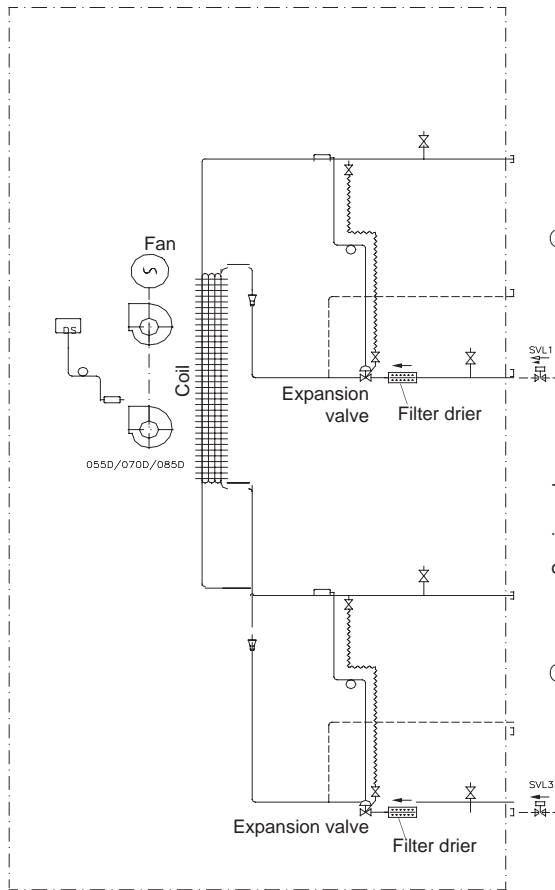 Fan
S
DS
Coil
055D/070D/085D
SVL1
Expansion
valve
Filter drier
SVL3
Expansion valve
Filter drier